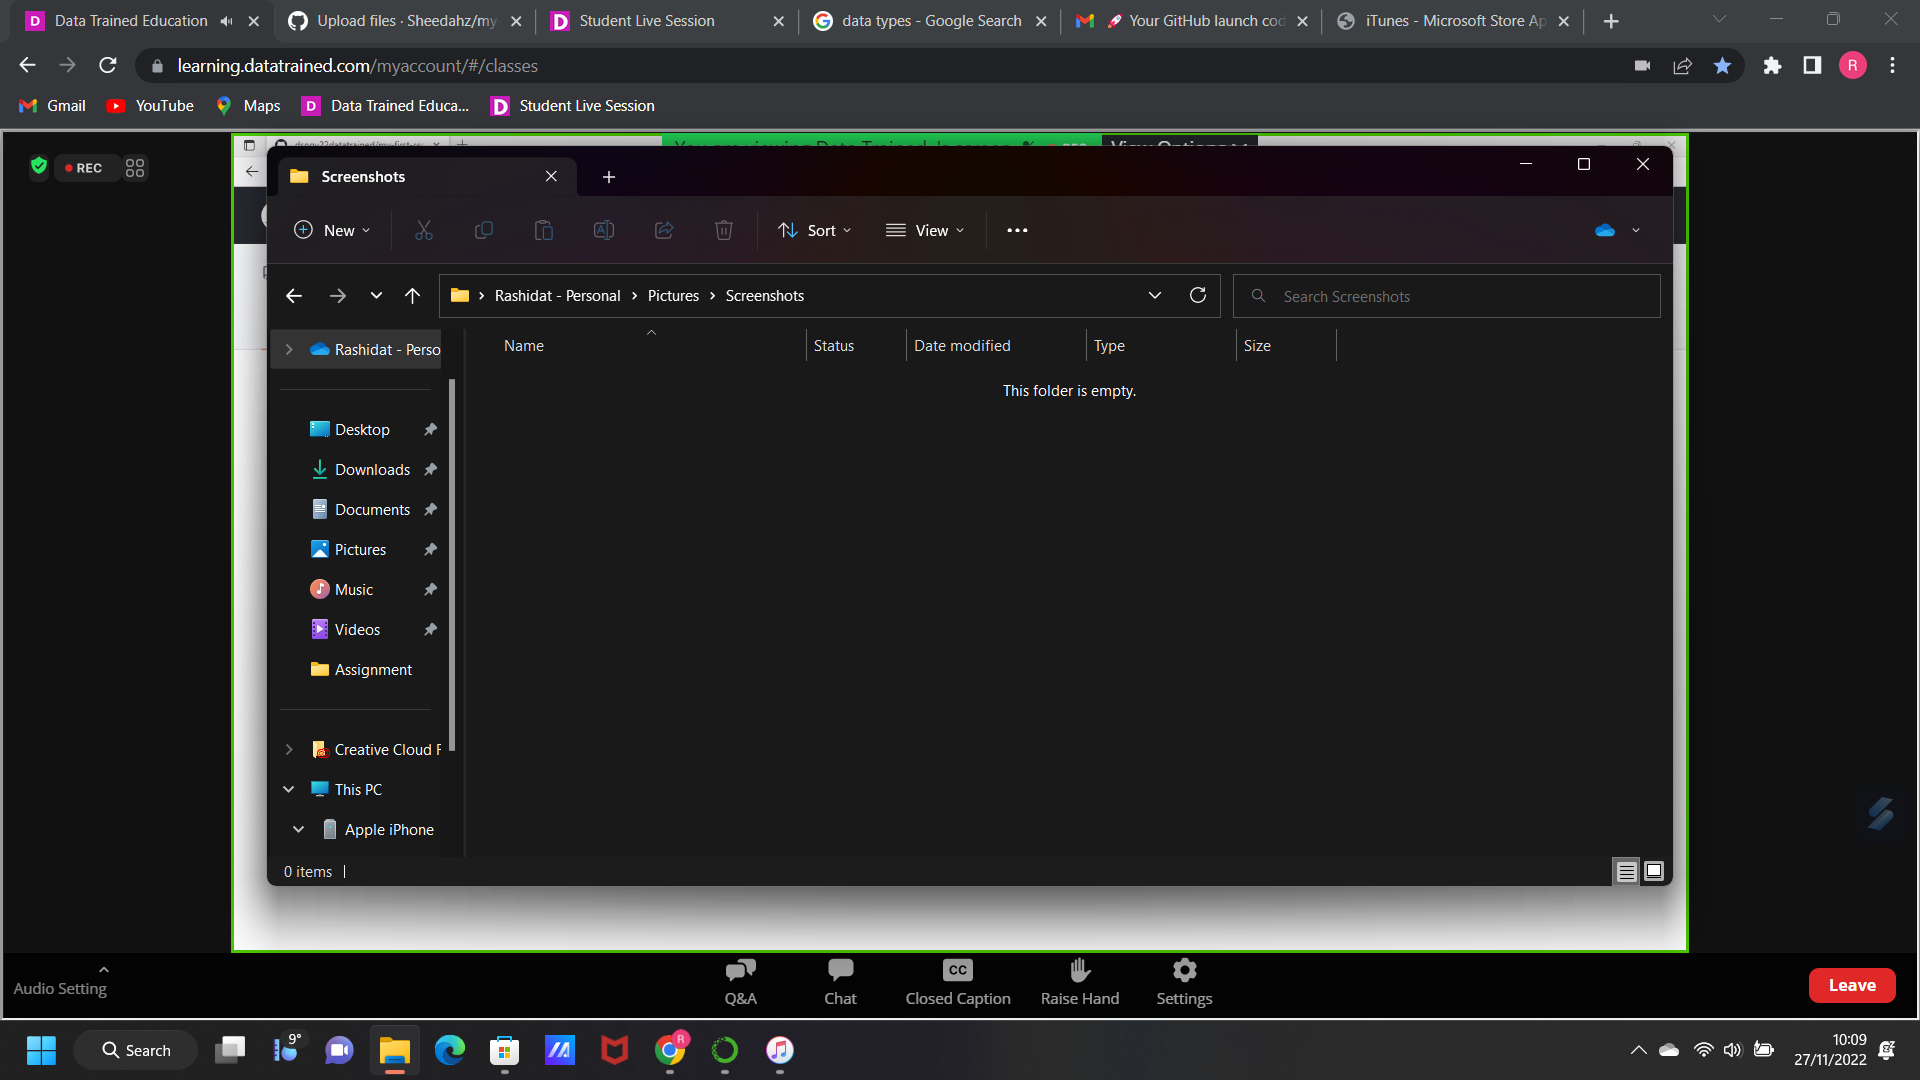 Data Trained Education
Upload files · Sheedahz/my-
Student Live Session
data types - Google Search
Your GitHub launch cod
iTunes - Microsoft Store Ap
learning.datatrained.com/myaccount/#/classes
R
Gmail
YouTube
Maps
Data Trained Educa...
Student Live Session
REC
View Options
Screenshots
New
Sort
View
Rashidat - Personal
Pictures
Screenshots
Search Screenshots
Rashidat - Perso
Name
Status
Date modified
Type
Size
This folder is empty.
Desktop
Downloads
Documents
Pictures
Music
Videos
Assignment
Creative Cloud F
This PC
Apple iPhone
0 items
Audio Setting
Q&A
Chat
CC
Closed Caption
Raise Hand
Settings
Leave
Search
9°
R
10:09
27/11/2022